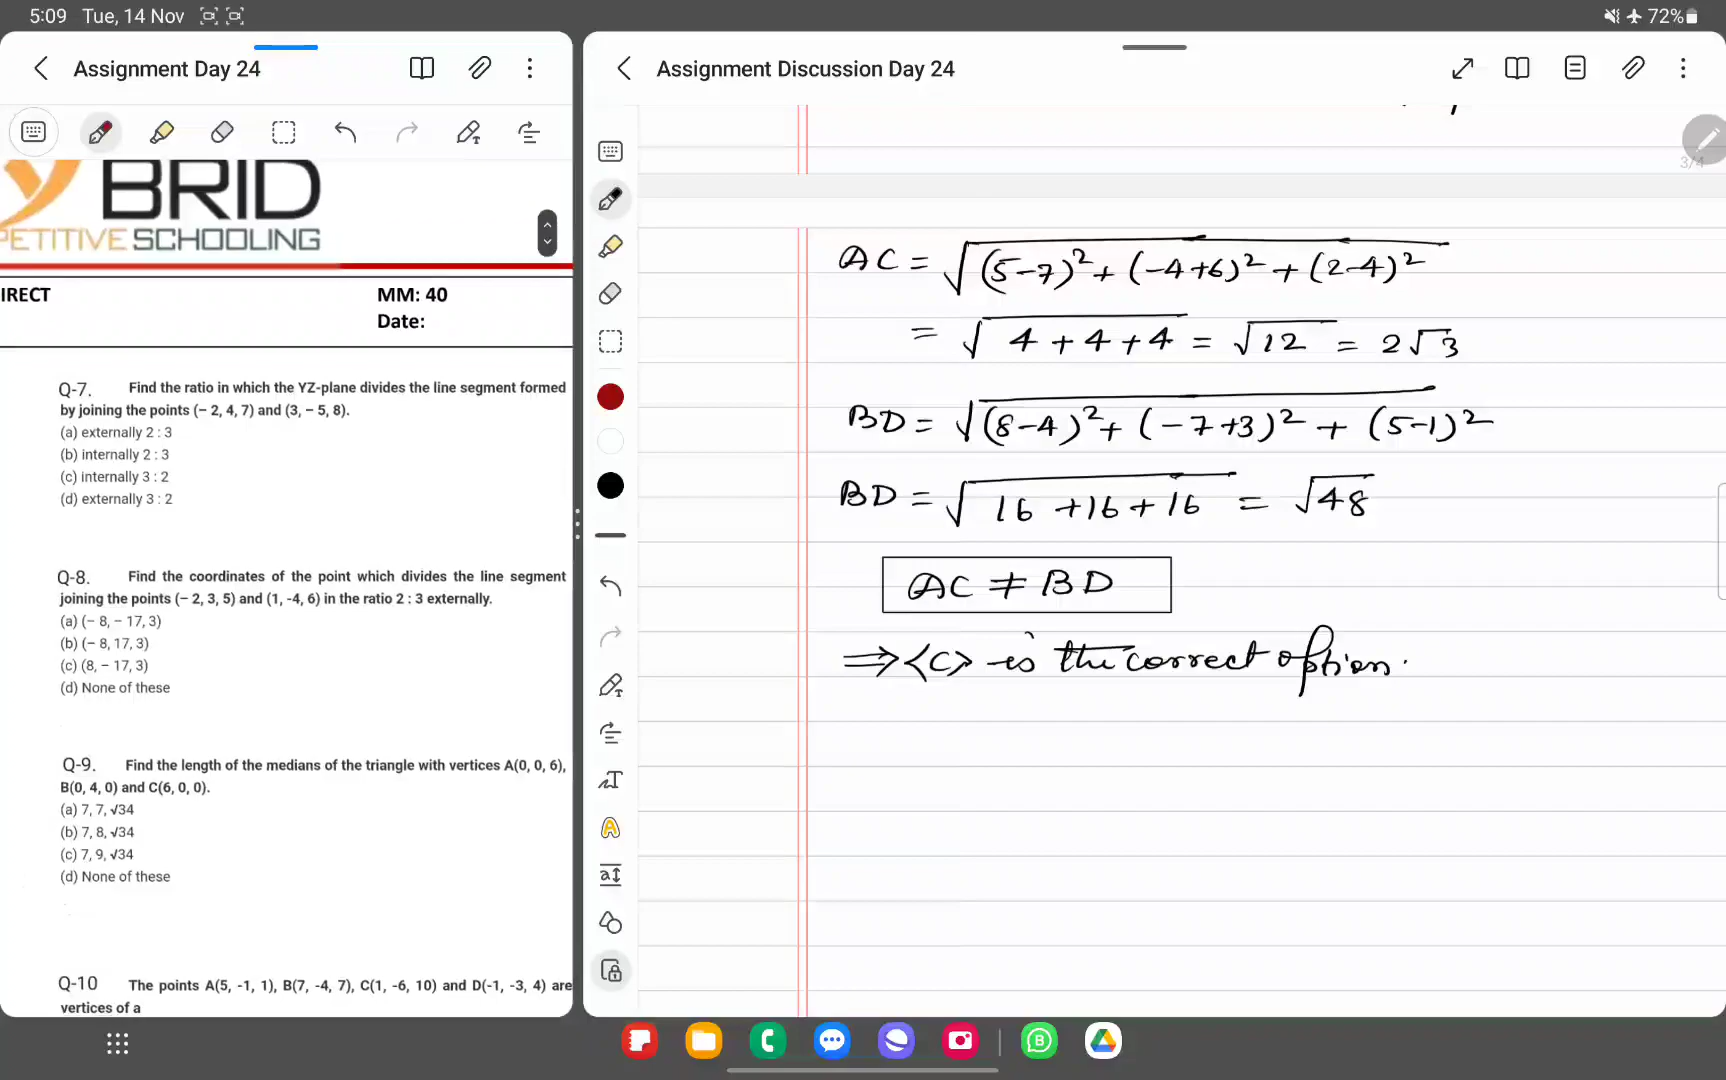 5:09 Tue, 14 Nov
72%
Assignment Day 24
BRID
PETITIVE SCHOOLING
IRECT
MM: 40
Date:
Q-7. Find the ratio in which the YZ-plane divides the line segment formed
by joining the points (– 2, 4, 7) and (3, – 5, 8).
(a) externally 2 : 3
(b) internally 2 : 3
(c) internally 3 : 2
(d) externally 3 : 2
Q-8. Find the coordinates of the point which divides the line segment
joining the points (– 2, 3, 5) and (1, -4, 6) in the ratio 2 : 3 externally.
(a) (– 8, – 17, 3)
(b) (– 8, 17, 3)
(c) (8, – 17, 3)
(d) None of these
Q-9. Find the length of the medians of the triangle with vertices A(0, 0, 6),
B(0, 4, 0) and C(6, 0, 0).
(a) 7, 7, √34
(b) 7, 8, √34
(c) 7, 9, √34
(d) None of these
Q-10 The points A(5, -1, 1), B(7, -4, 7), C(1, -6, 10) and D(-1, -3, 4) are
vertices of a
Assignment Discussion Day 24
3/4
AC = √(5-7)² + (-4+6)² + (2-4)²
= √4+4+4 = √12 = 2√3
BD = √(8-4)² + (-7+3)² + (5-1)²
BD = √16+16+16 = √48
AC ≠ BD
⇒ <C> is the correct option.